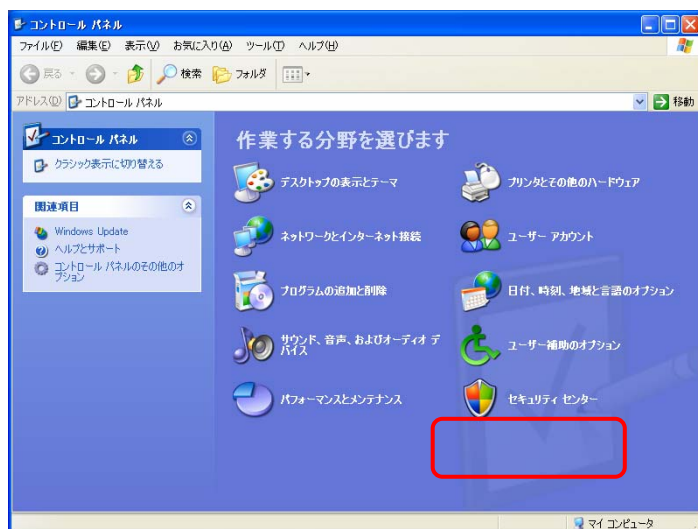 コントロール パネル
ファイル(F) 編集(E) 表示(V) お気に入り(A) ツール(T) ヘルプ(H)
戻る 検索 フォルダ
アドレス(D) コントロール パネル 移動
コントロール パネル
クラシック表示に切り替える
関連項目
Windows Update
ヘルプとサポート
コントロール パネルのその他のオ
プション
作業する分野を選びます
デスクトップの表示とテーマ
プリンタとその他のハードウェア
ネットワークとインターネット接続
ユーザー アカウント
プログラムの追加と削除
日付、時刻、地域と言語のオプション
サウンド、音声、およびオーディオ デ
バイス
ユーザー補助のオプション
パフォーマンスとメンテナンス
セキュリティ センター
マイ コンピュータ